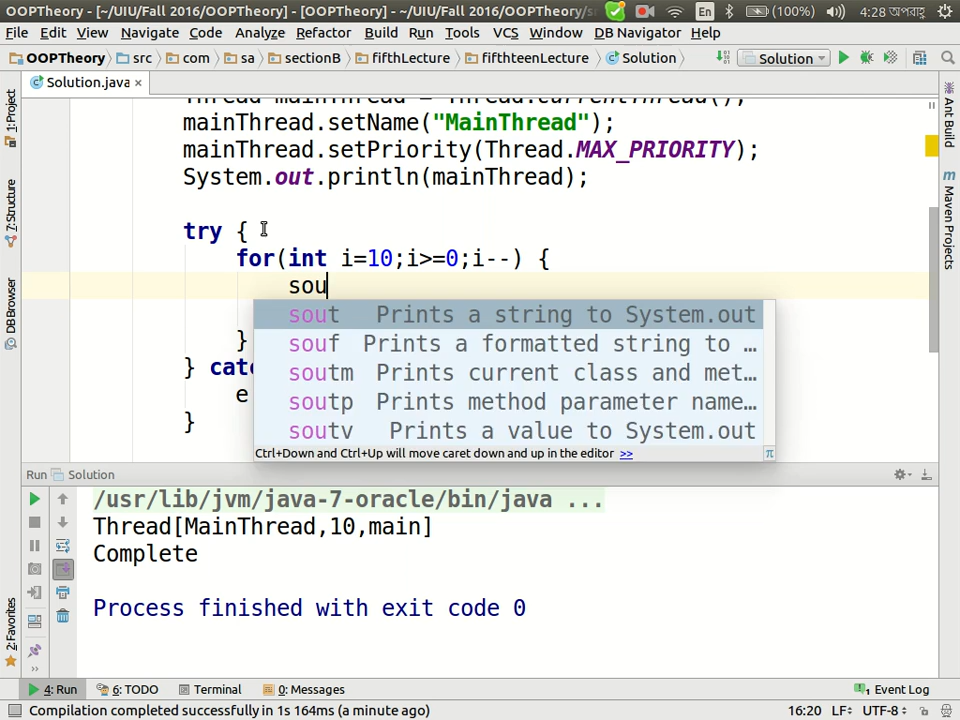 OOPTheory - [~/UIU/Fall 2016/OOPTheory] - [OOPTheory] - ~/UIU/Fall 2016/OOPTheory/s En (100%) 4:28 অপরাহ্ণ
File Edit View Navigate Code Analyze Refactor Build Run Tools VCS Window DB Navigator Help
OOPTheory src com sa sectionB fifthLecture fifthteenLecture Solution Solution
Solution.java ×
1: Project
7: Structure
DB Browser
2: Favorites
Ant Build
Maven Projects
mainThread.setName("MainThread");
mainThread.setPriority(Thread.MAX_PRIORITY);
System.out.println(mainThread);
try {
for(int i=10;i>=0;i--) {
sou
sout Prints a string to System.out
souf Prints a formatted string to …
soutm Prints current class and met…
soutp Prints method parameter name…
soutv Prints a value to System.out
Ctrl+Down and Ctrl+Up will move caret down and up in the editor >> π
}
} catc
e
}
Run Solution
/usr/lib/jvm/java-7-oracle/bin/java ...
Thread[MainThread,10,main]
Complete
Process finished with exit code 0
4: Run 6: TODO Terminal 0: Messages 1 Event Log
Compilation completed successfully in 1s 164ms (a minute ago) 16:20 LF÷ UTF-8÷